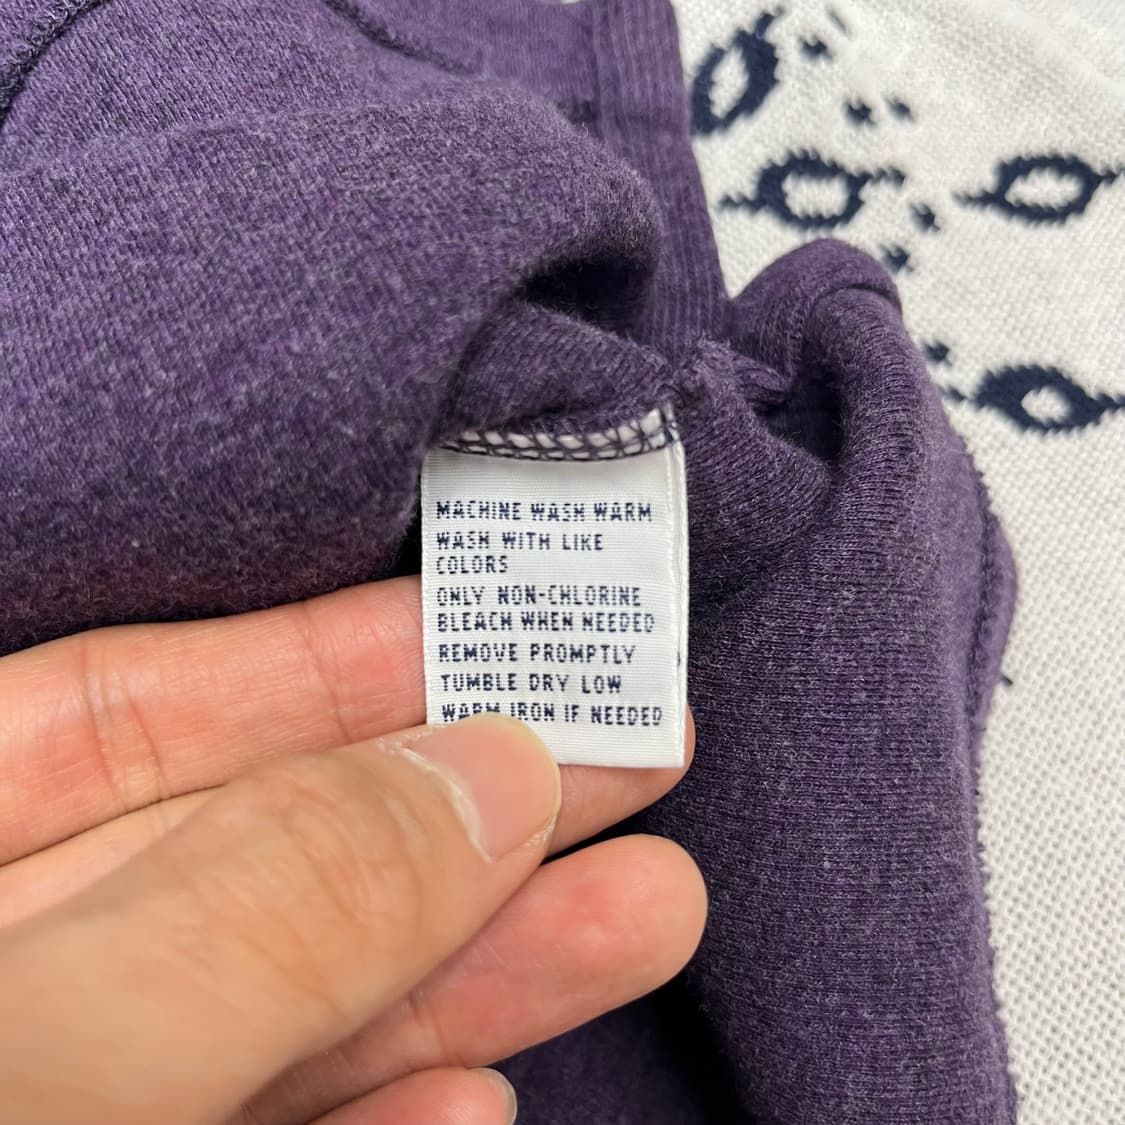 MACHINE WASH WARM
WASH WITH LIKE
COLORS
ONLY NON-CHLORINE
BLEACH WHEN NEEDED
REMOVE PROMPTLY
TUMBLE DRY LOW
WARM IRON IF NEEDED